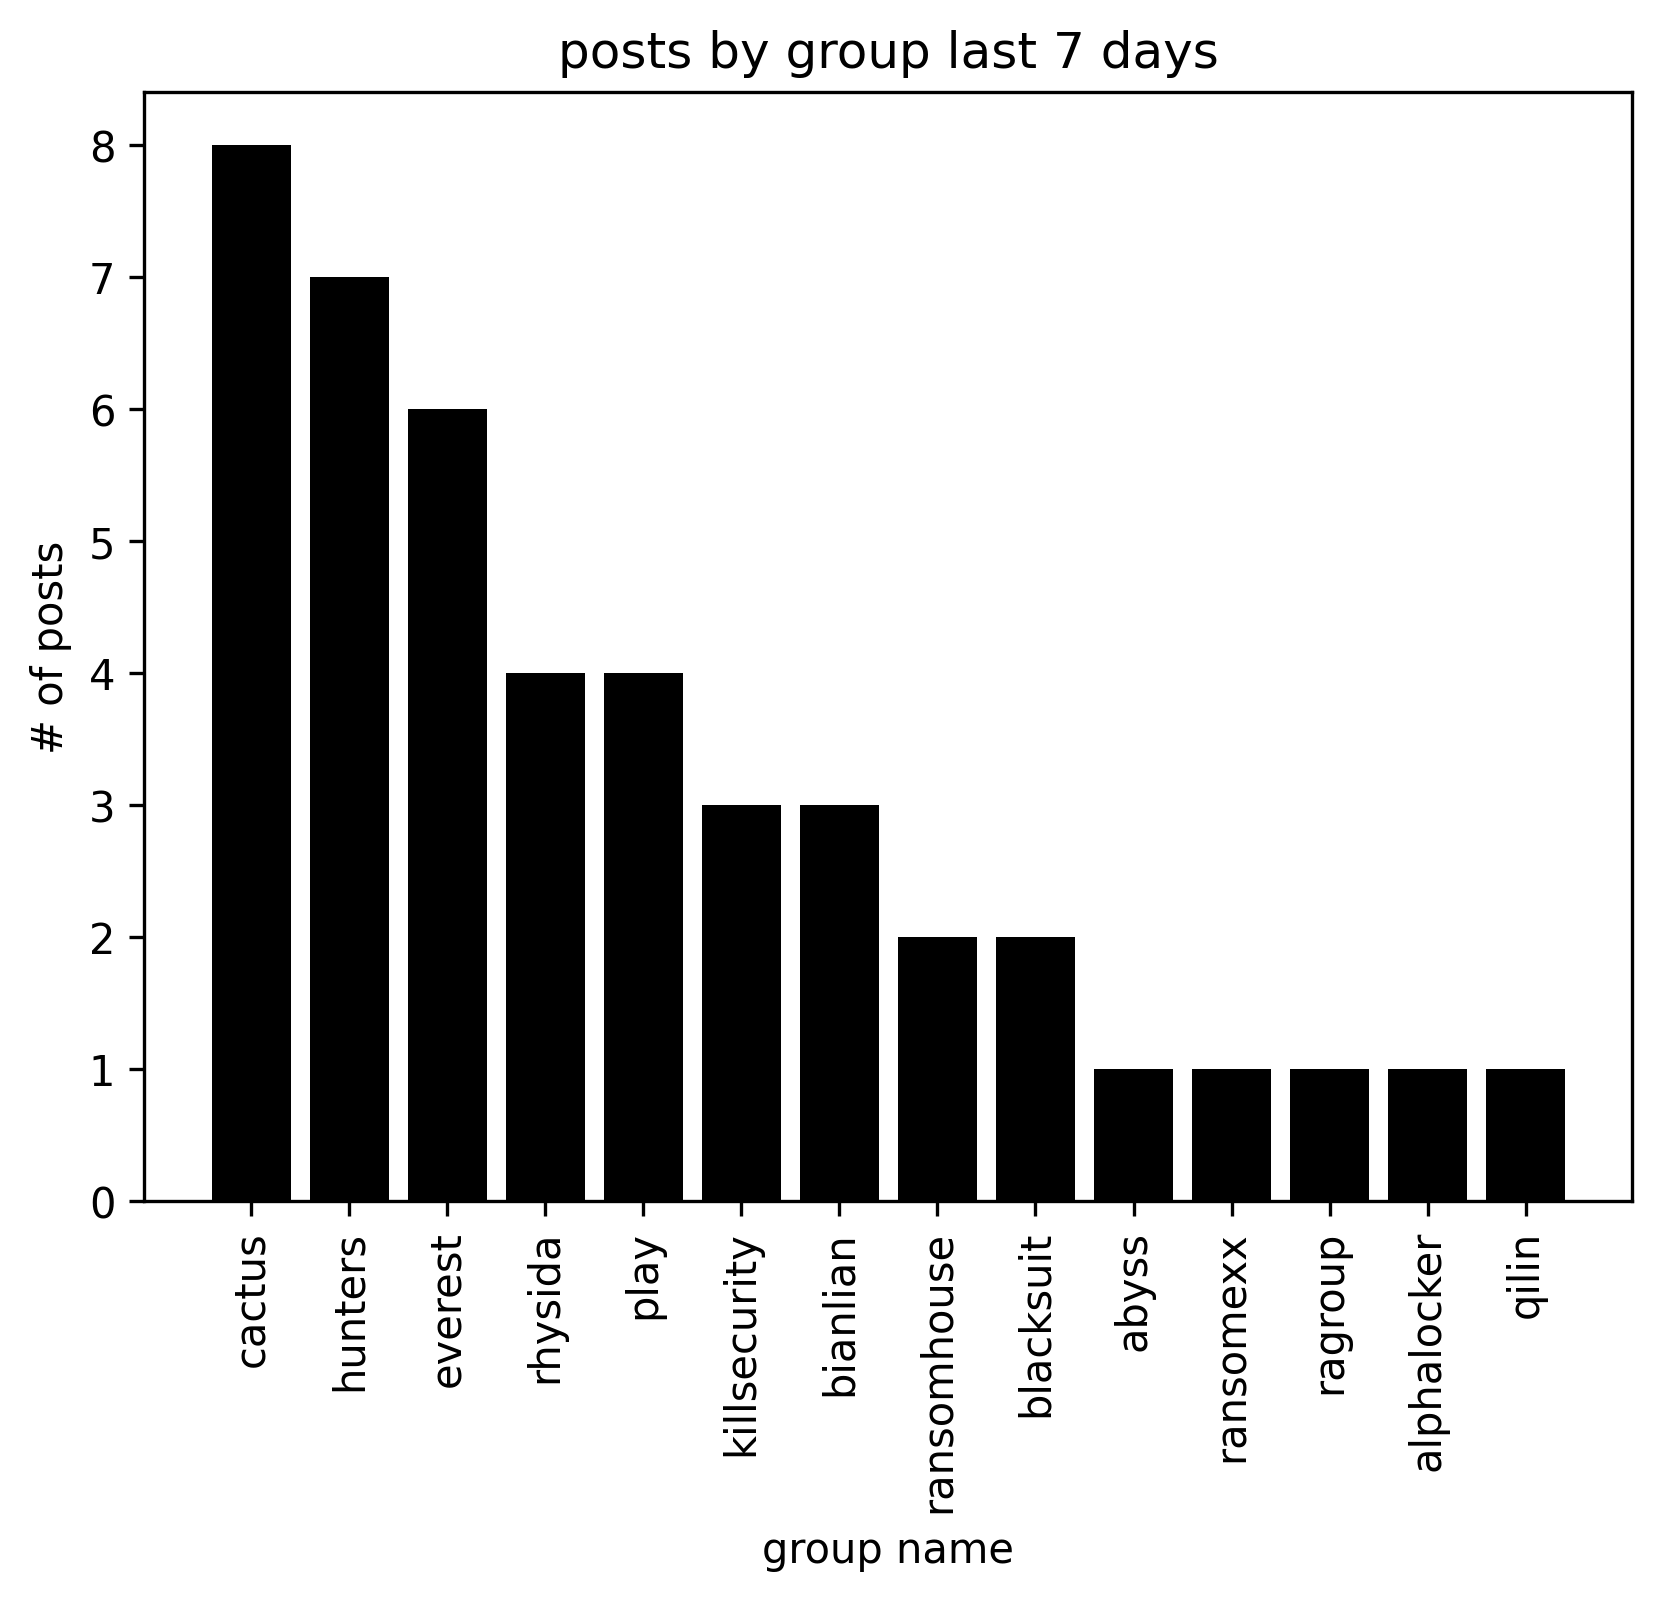 posts by group last 7 days
# of posts
8
7
6
5
4
3
2
1
0
cactus
hunters
everest
rhysida
play
killsecurity
bianlian
ransomhouse
blacksuit
abyss
ransomexx
ragroup
alphalocker
qilin
group name